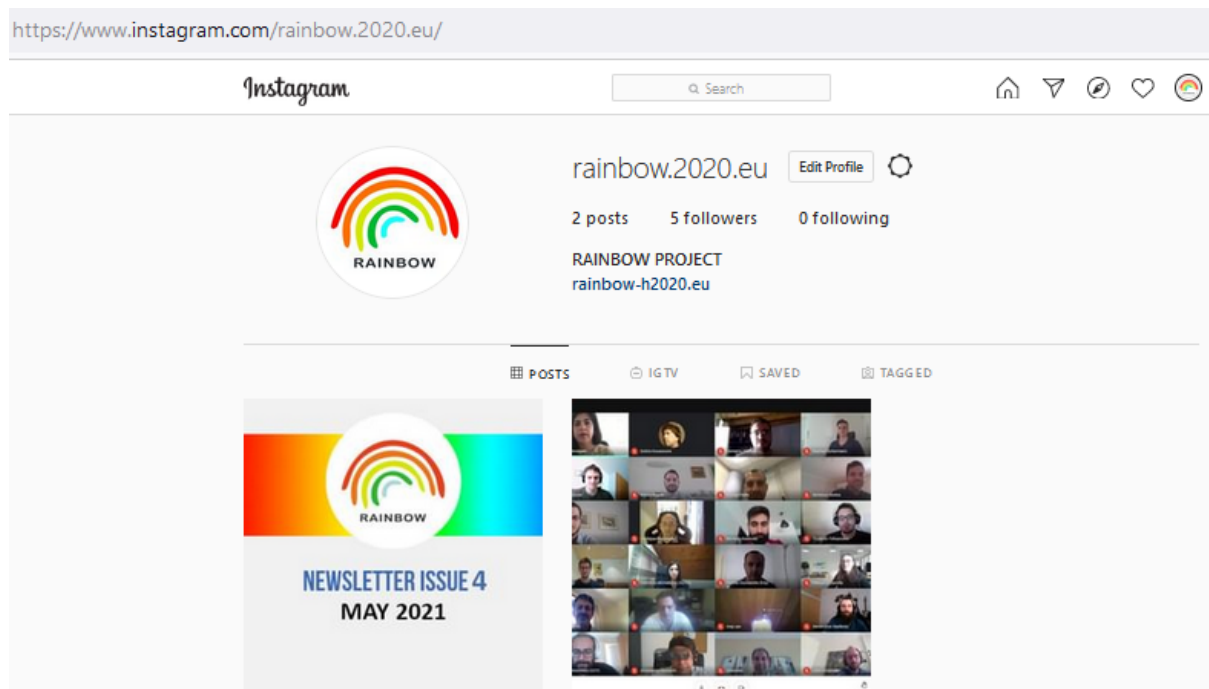 https://www.instagram.com/rainbow.2020.eu/
Instagram
Search
rainbow.2020.eu Edit Profile
2 posts 5 followers 0 following
RAINBOW
RAINBOW PROJECT
rainbow-h2020.eu
POSTS IGTV SAVED TAGGED
RAINBOW
NEWSLETTER ISSUE 4
MAY 2021